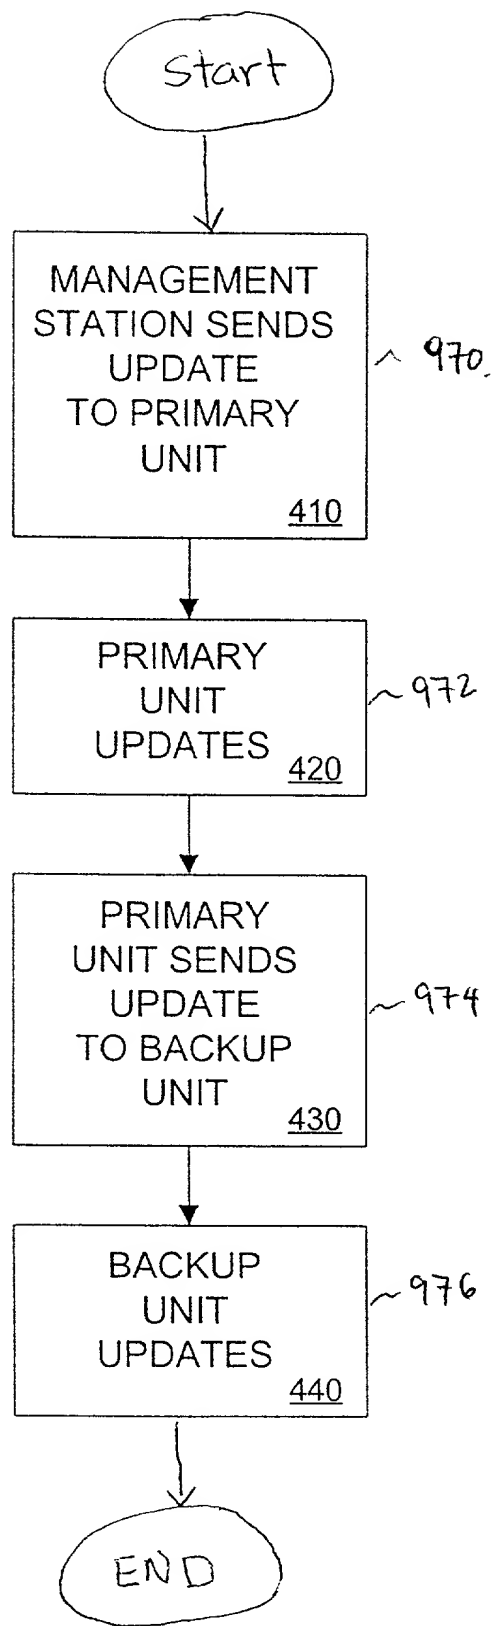 Start
MANAGEMENT
STATION SENDS
UPDATE
TO PRIMARY
UNIT
410
970.
PRIMARY
UNIT
UPDATES
420
972
PRIMARY
UNIT SENDS
UPDATE
TO BACKUP
UNIT
430
974
BACKUP
UNIT
UPDATES
440
976
END